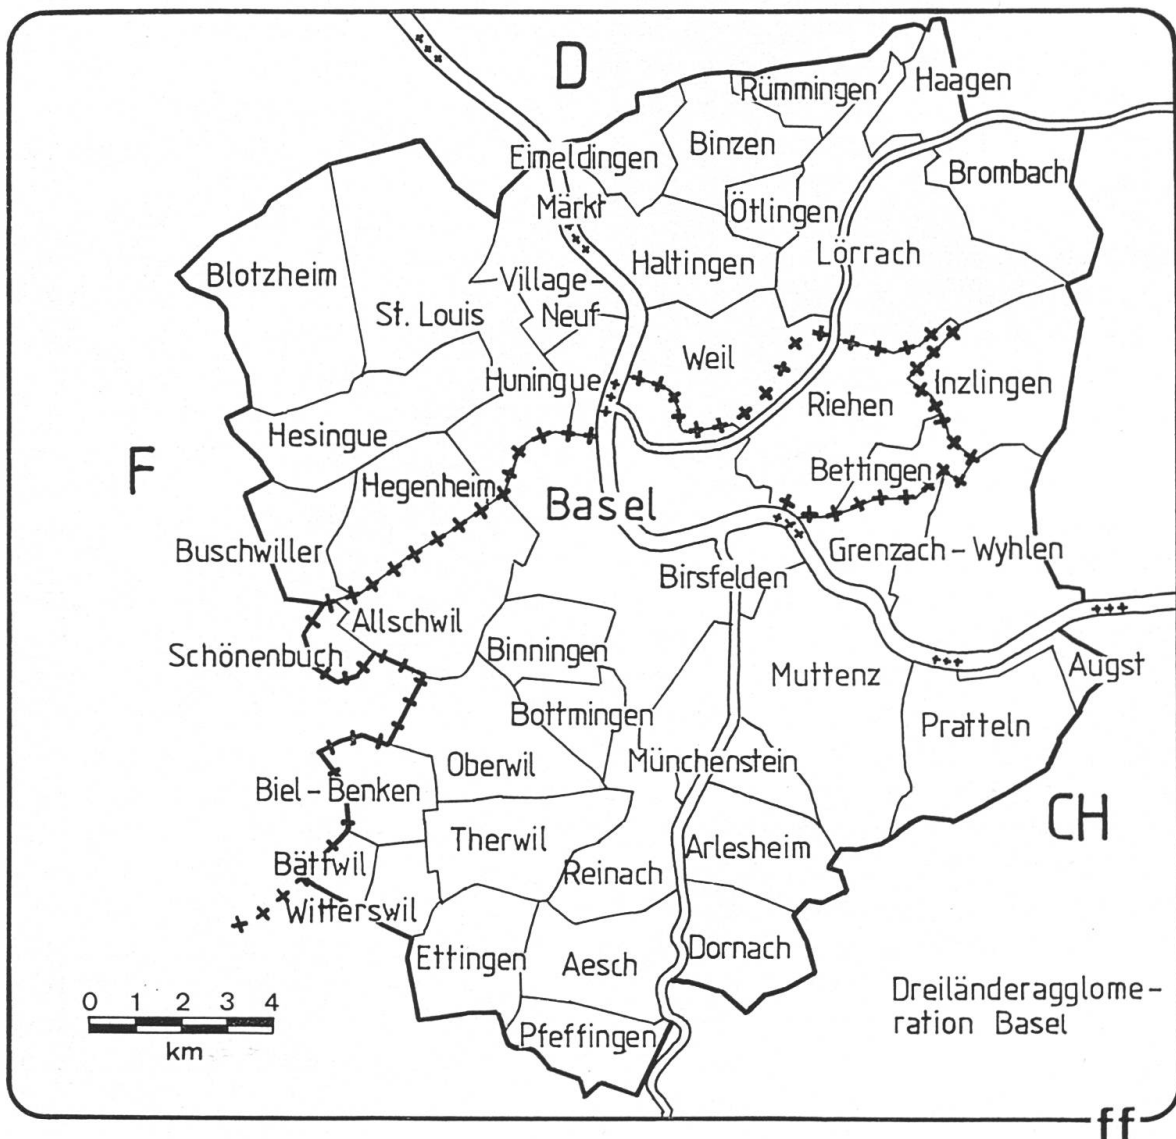 D
Rümmingen
Haagen
Binzen
Eimeldingen
Brombach
Märkt
Ötlingen
Lörrach
Haltingen
Blotzheim
Village-
Neuf
St. Louis
Weil
Huningue
Inzlingen
Riehen
Hesingue
F
Bettingen
Hegenheim
Basel
Buschwiller
Grenzach-Wyhlen
Birsfelden
Allschwil
Schönenbuch
Binningen
Muttenz
Augst
Bottmingen
Pratteln
Oberwil
Münchenstein
Biel-Benken
CH
Therwil
Arlesheim
Bättwil
Reinach
Witterswil
Ettingen
Aesch
Dornach
0 1 2 3 4
km
Dreiländeragglome-
ration Basel
Pfeffingen
ff